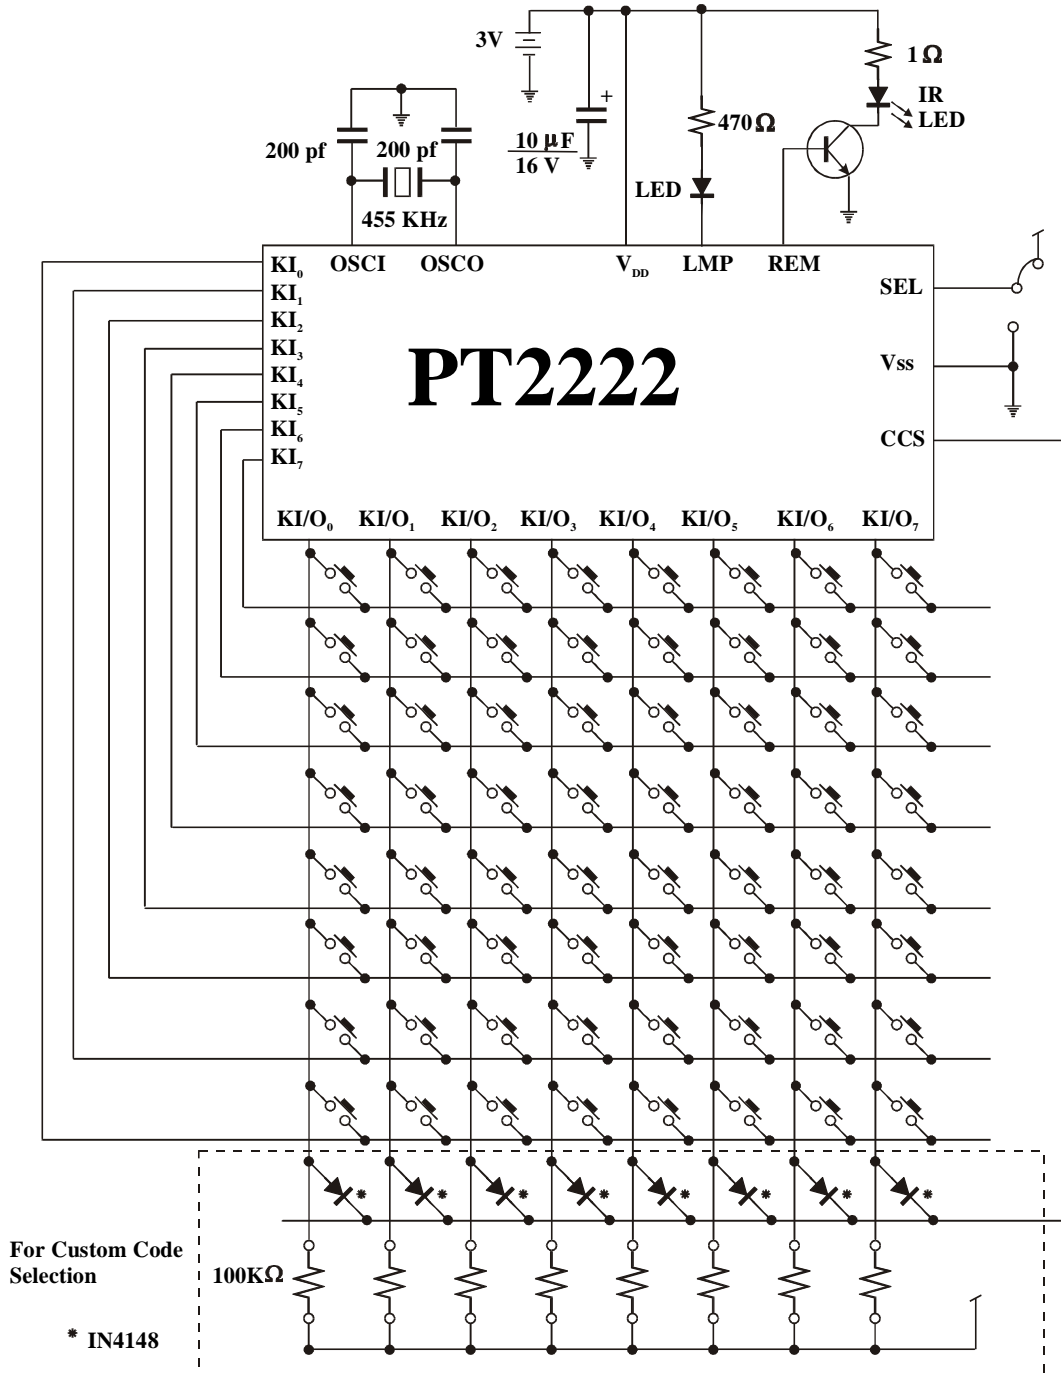 3V
1Ω
IR
LED
+
10 μF
16 V
470Ω
200 pf
200 pf
LED
455 KHz
KI₀
OSCI
OSCO
V_DD
LMP
REM
KI₁
SEL
KI₂
KI₃
PT2222
Vss
KI₄
KI₅
KI₆
CCS
KI₇
KI/O₀
KI/O₁
KI/O₂
KI/O₃
KI/O₄
KI/O₅
KI/O₆
KI/O₇
* * * * * * * *
For Custom Code
Selection
100KΩ
* IN4148